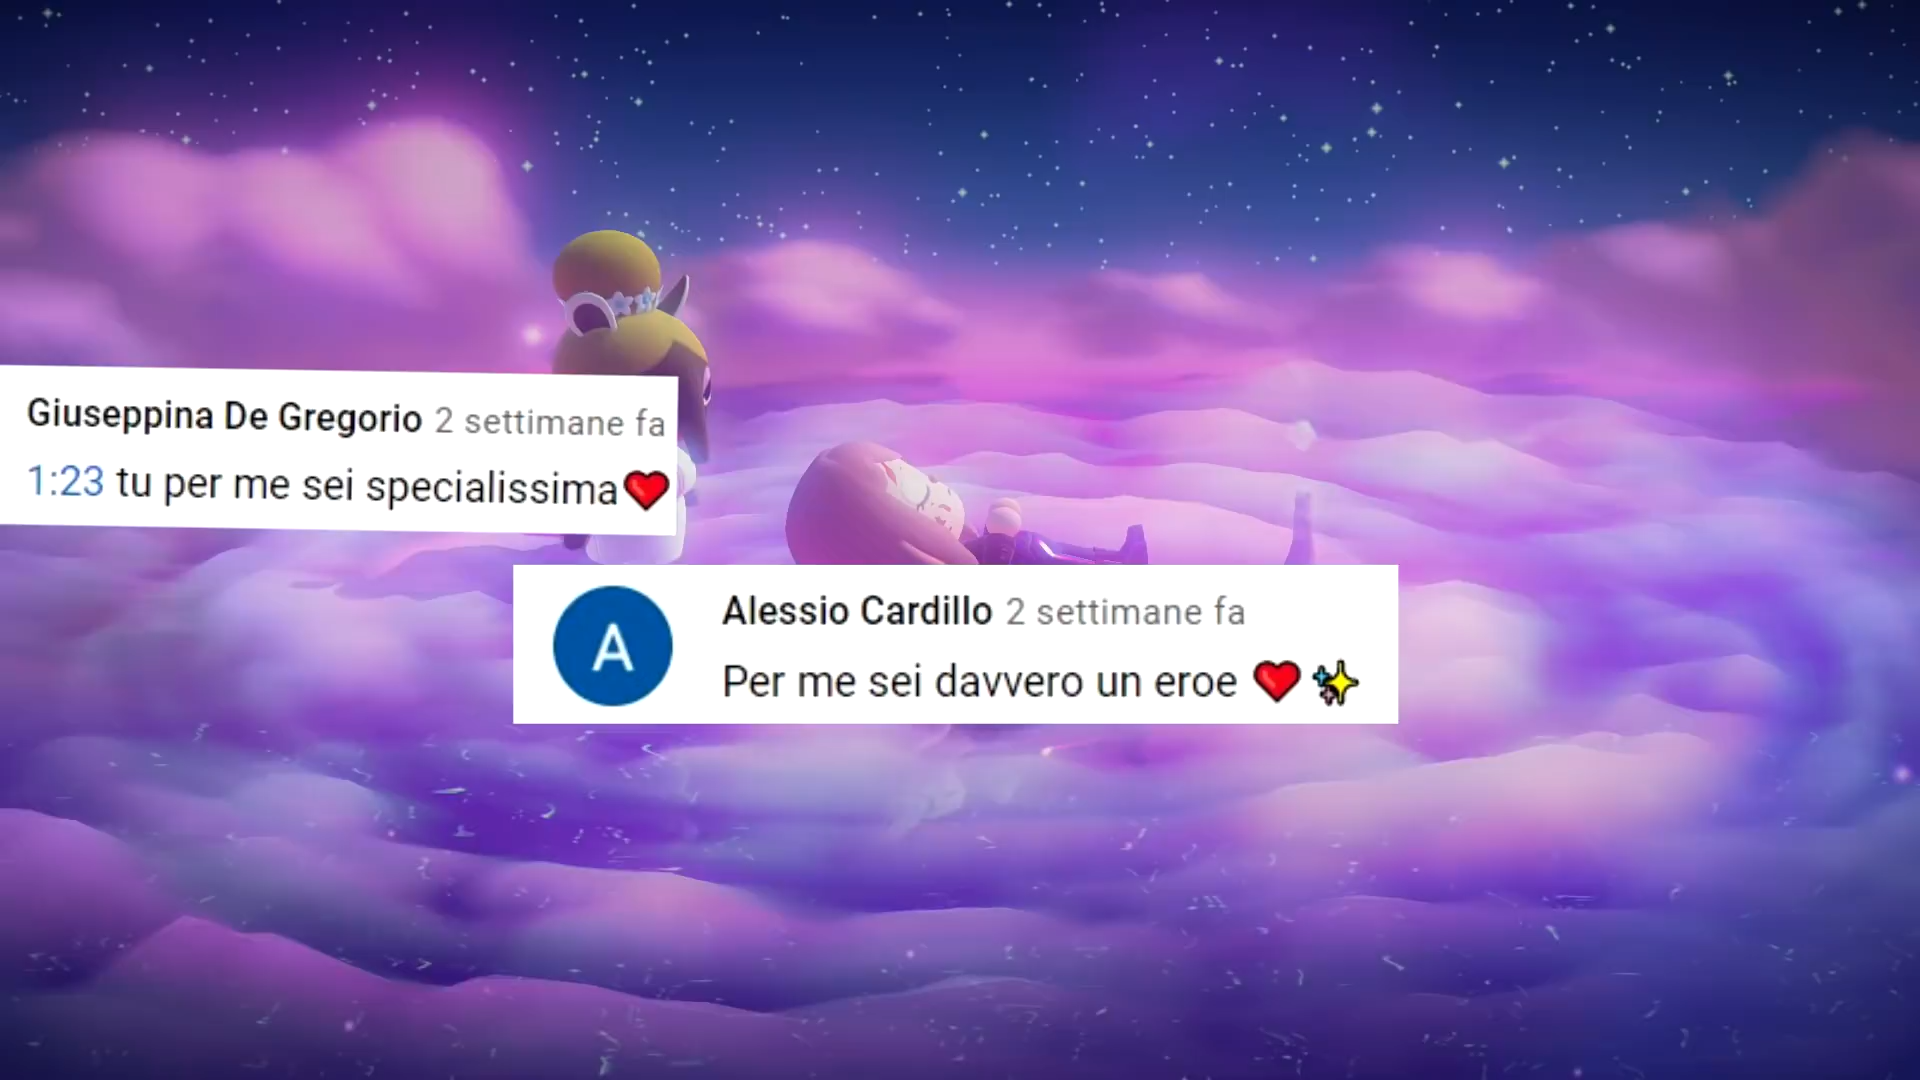 Giuseppina De Gregorio 2 settimane fa
1:23 tu per me sei specialissima❤️
A
Alessio Cardillo 2 settimane fa
Per me sei davvero un eroe ❤️ ✨